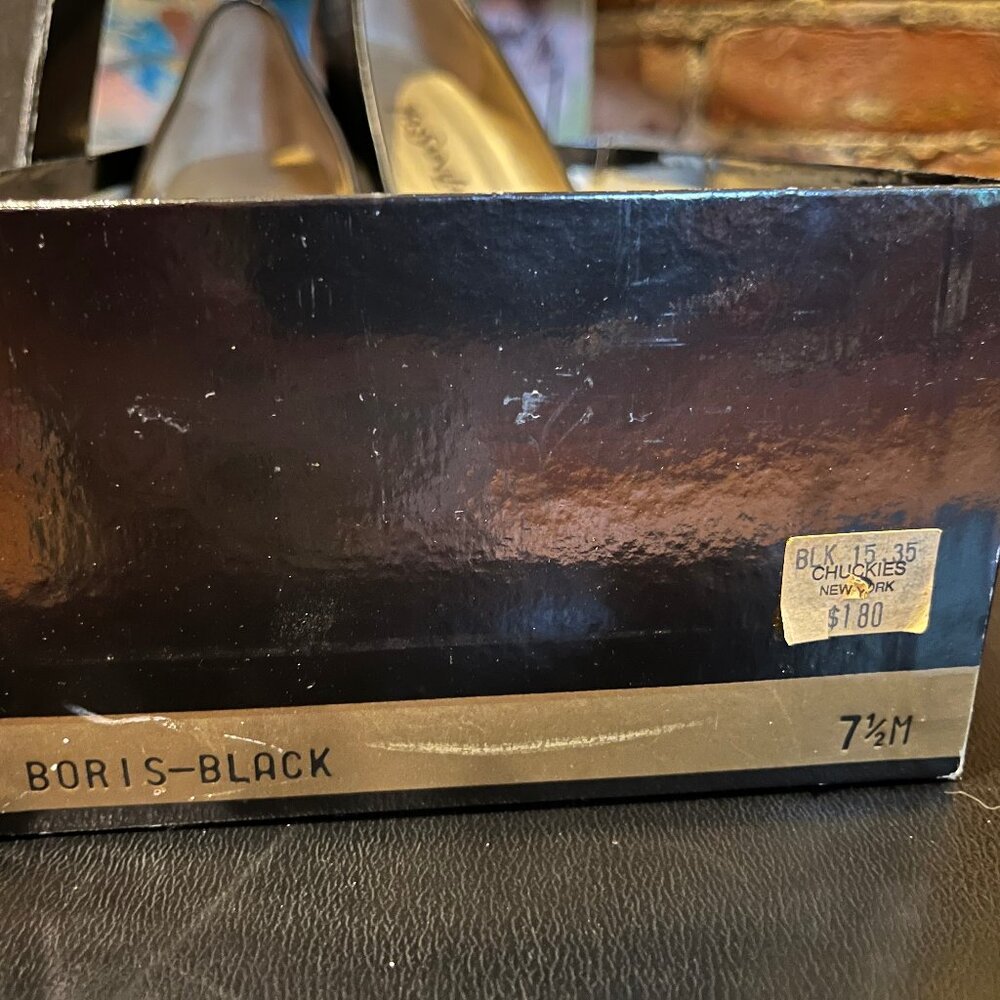 BLK 15 35
CHUCKIES
NEW YORK
$180
BORIS-BLACK 7½M